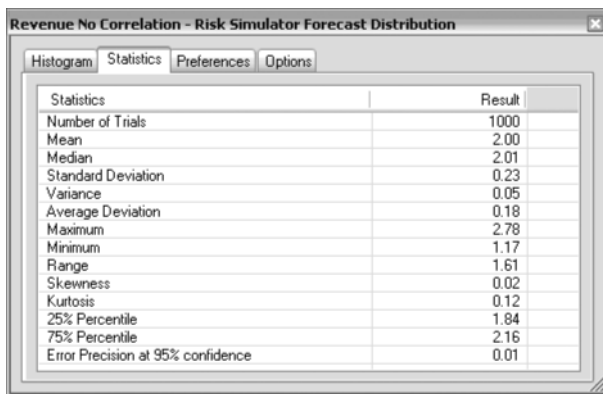 Revenue No Correlation - Risk Simulator Forecast Distribution
Histogram Statistics Preferences Options
Statistics Result
Number of Trials 1000
Mean 2.00
Median 2.01
Standard Deviation 0.23
Variance 0.05
Average Deviation 0.18
Maximum 2.78
Minimum 1.17
Range 1.61
Skewness 0.02
Kurtosis 0.12
25% Percentile 1.84
75% Percentile 2.16
Error Precision at 95% confidence 0.01